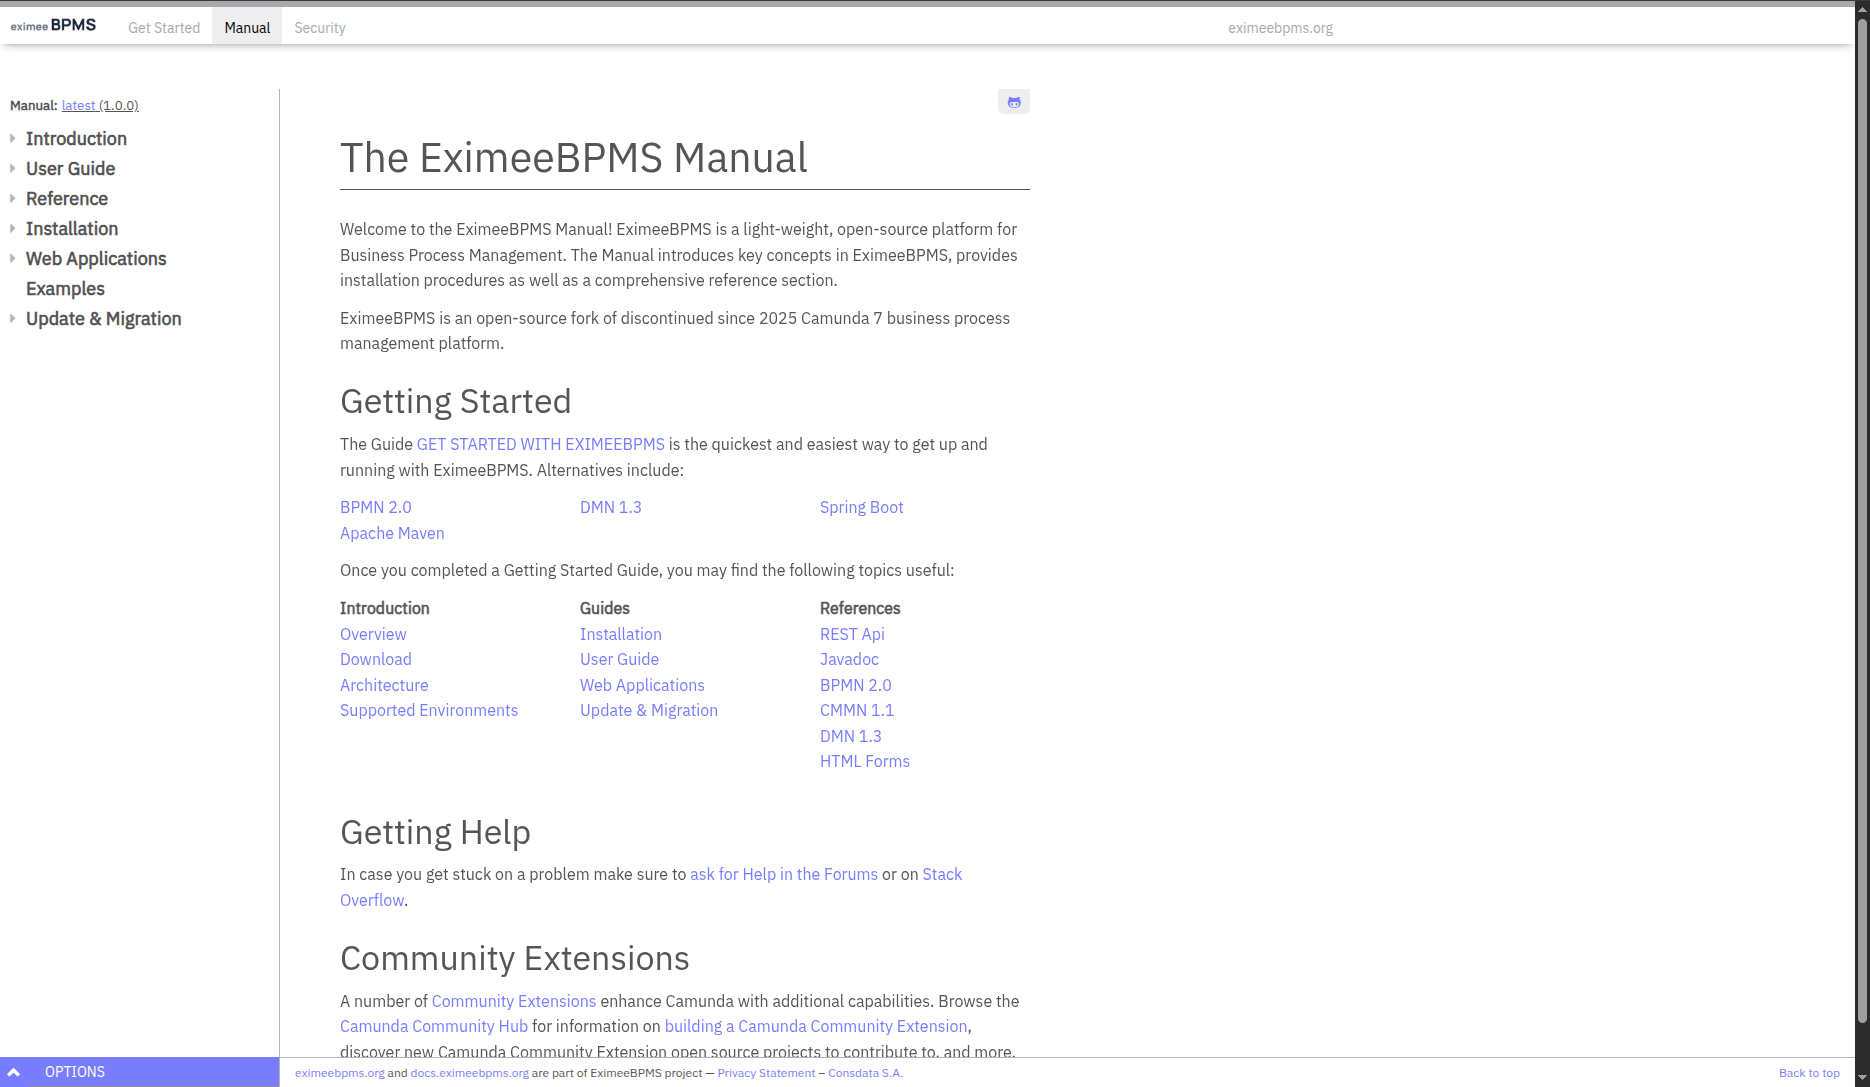 eximee BPMS Get Started Manual Security eximeebpms.org
Manual: latest (1.0.0)
Introduction
User Guide
Reference
Installation
Web Applications
Examples
Update & Migration
The EximeeBPMS Manual
Welcome to the EximeeBPMS Manual! EximeeBPMS is a light-weight, open-source platform for
Business Process Management. The Manual introduces key concepts in EximeeBPMS, provides
installation procedures as well as a comprehensive reference section.
EximeeBPMS is an open-source fork of discontinued since 2025 Camunda 7 business process
management platform.
Getting Started
The Guide GET STARTED WITH EXIMEEBPMS is the quickest and easiest way to get up and
running with EximeeBPMS. Alternatives include:
BPMN 2.0 DMN 1.3 Spring Boot
Apache Maven
Once you completed a Getting Started Guide, you may find the following topics useful:
Introduction Guides References
Overview Installation REST Api
Download User Guide Javadoc
Architecture Web Applications BPMN 2.0
Supported Environments Update & Migration CMMN 1.1
DMN 1.3
HTML Forms
Getting Help
In case you get stuck on a problem make sure to ask for Help in the Forums or on Stack
Overflow.
Community Extensions
A number of Community Extensions enhance Camunda with additional capabilities. Browse the
Camunda Community Hub for information on building a Camunda Community Extension,
discover new Camunda Community Extension open source projects to contribute to, and more.
OPTIONS
eximeebpms.org and docs.eximeebpms.org are part of EximeeBPMS project — Privacy Statement – Consdata S.A. Back to top